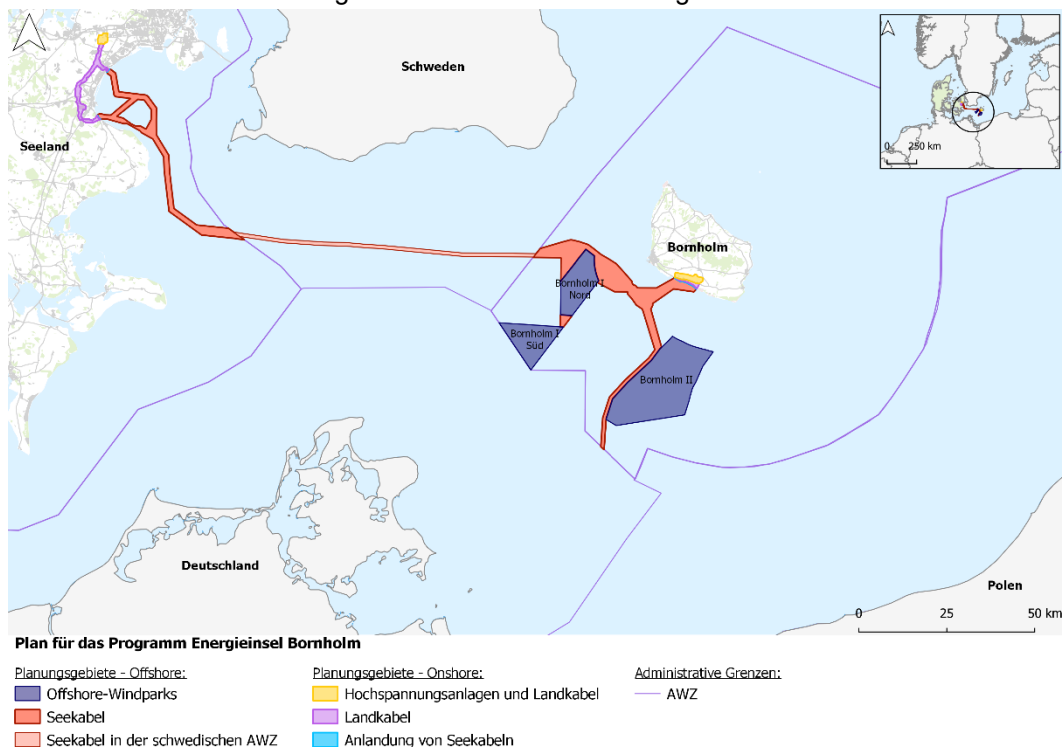 Schweden
0 250 km
Seeland
Bornholm
Bornholm I
Nord
Bornholm I
Süd
Bornholm II
Deutschland
Polen
0 25 50 km
Plan für das Programm Energieinsel Bornholm
Planungsgebiete - Offshore:
Offshore-Windparks
Seekabel
Seekabel in der schwedischen AWZ
Planungsgebiete - Onshore:
Hochspannungsanlagen und Landkabel
Landkabel
Anlandung von Seekabeln
Administrative Grenzen:
AWZ